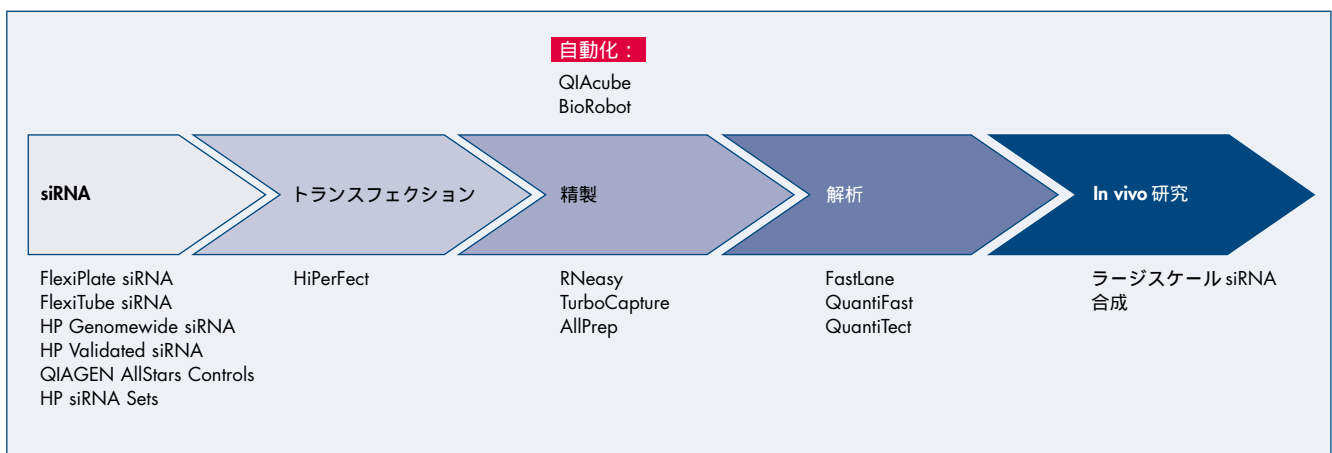 自動化：
QIAcube
BioRobot
siRNA
トランスフェクション
精製
解析
In vivo 研究
FlexiPlate siRNA
FlexiTube siRNA
HP Genomewide siRNA
HP Validated siRNA
QIAGEN AllStars Controls
HP siRNA Sets
HiPerFect
RNeasy
TurboCapture
AllPrep
FastLane
QuantiFast
QuantiTect
ラージスケール siRNA
合成